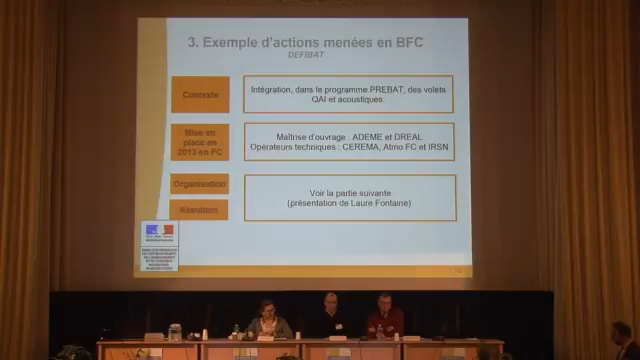 3. Exemple d'actions menées en BFC
DEFIBAT
Contexte
Intégration, dans le programme PREBAT, des volets
QAI et acoustiques.
Mise en
place en
2013 en FC
Maîtrise d'ouvrage : ADEME et DREAL
Opérateurs techniques : CEREMA, Atmo FC et IRSN
Organisation
Résultats
Voir la partie suivante
(présentation de Laure Fontaine)